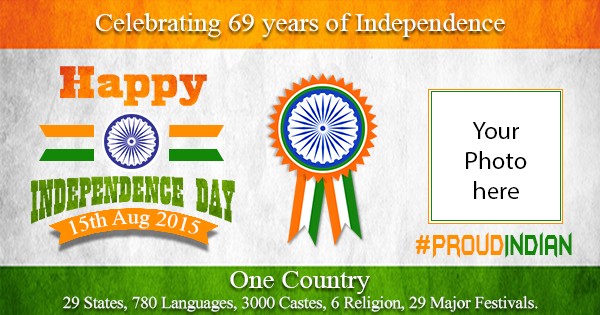 Celebrating 69 years of Independence
Happy
INDEPENDENCE DAY
15th Aug 2015
Your
Photo
here
#PROUDINDIAN
One Country
29 States, 780 Languages, 3000 Castes, 6 Religion, 29 Major Festivals.